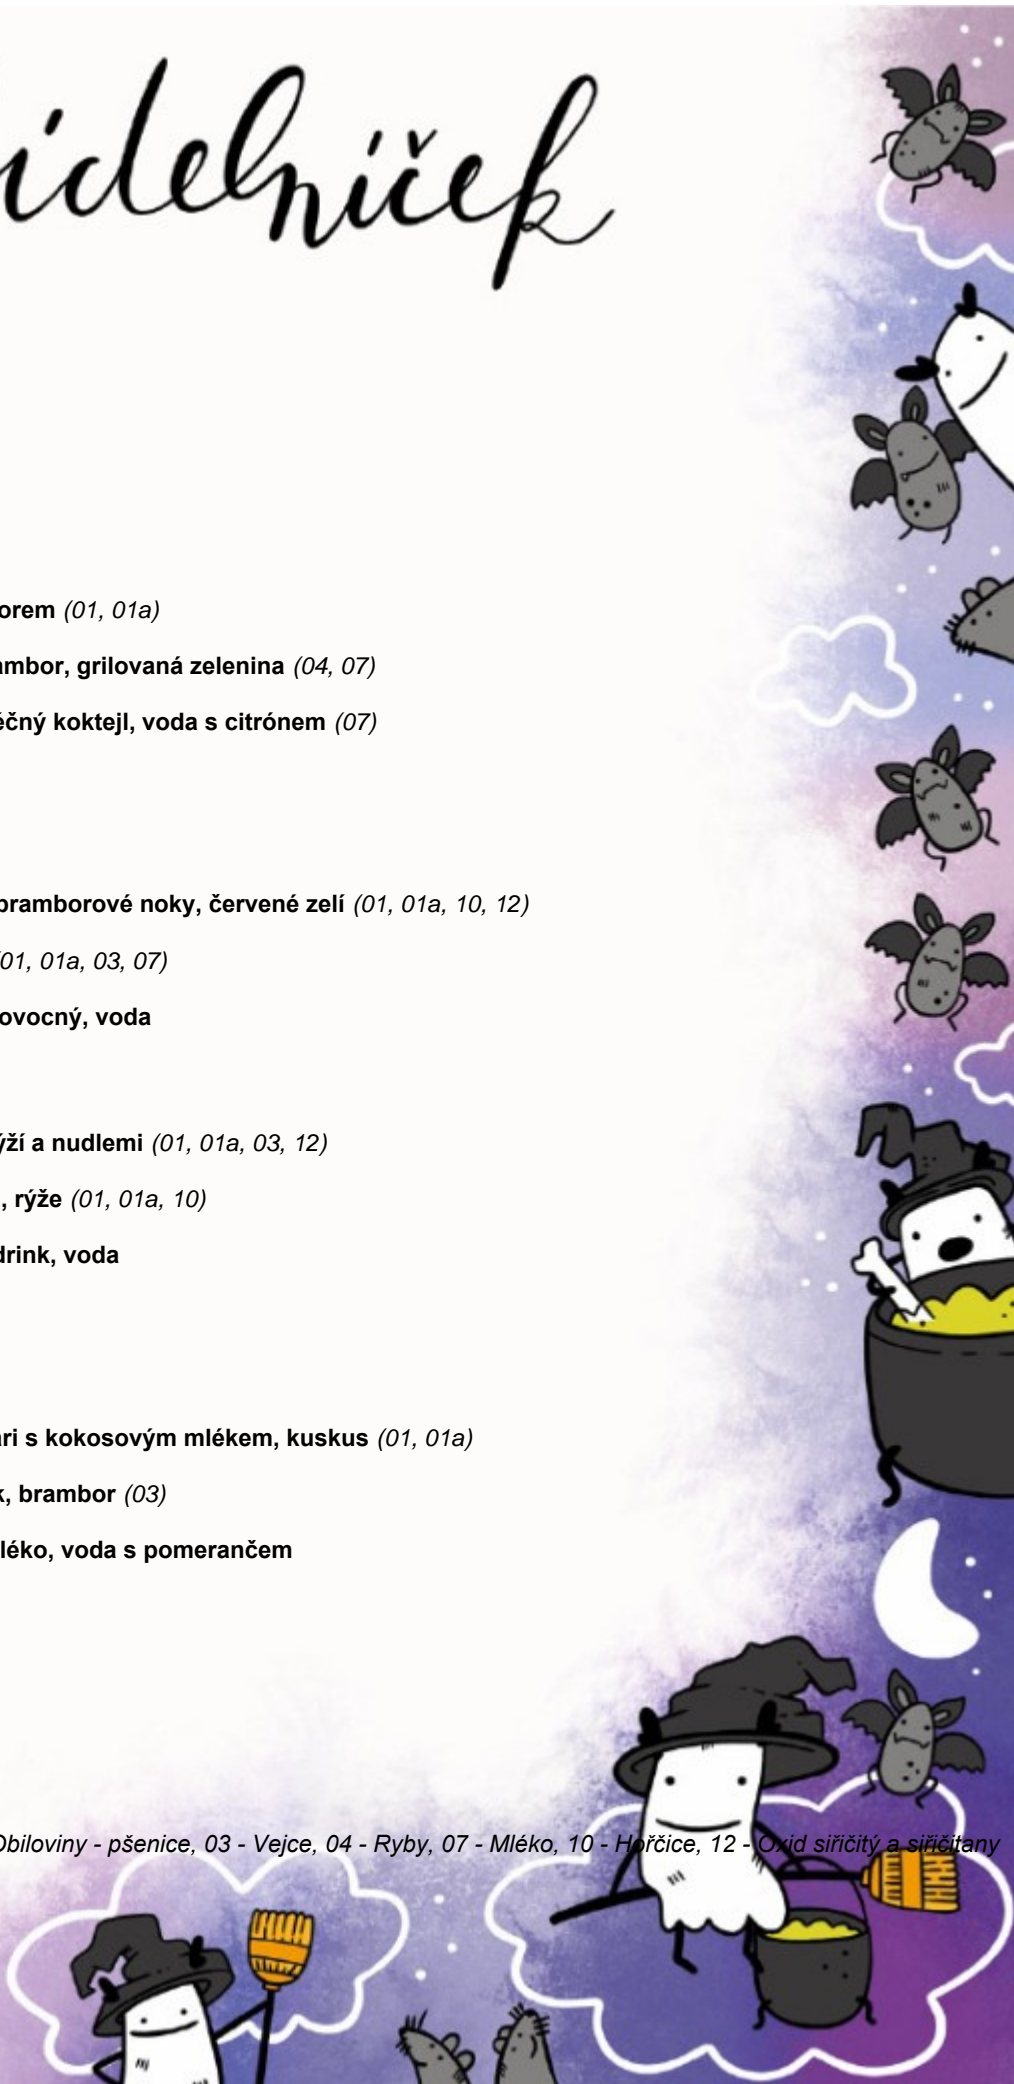 ídelníček
orem (01, 01a)
ambor, grilovaná zelenina (04, 07)
éčný koktejl, voda s citrónem (07)
bramborové noky, červené zelí (01, 01a, 10, 12)
01, 01a, 03, 07)
ovocný, voda
ýží a nudlemi (01, 01a, 03, 12)
, rýže (01, 01a, 10)
drink, voda
ari s kokosovým mlékem, kuskus (01, 01a)
k, brambor (03)
léko, voda s pomerančem
Obiloviny - pšenice, 03 - Vejce, 04 - Ryby, 07 - Mléko, 10 - Hořčice, 12 - Oxid siřičitý a siřičitany